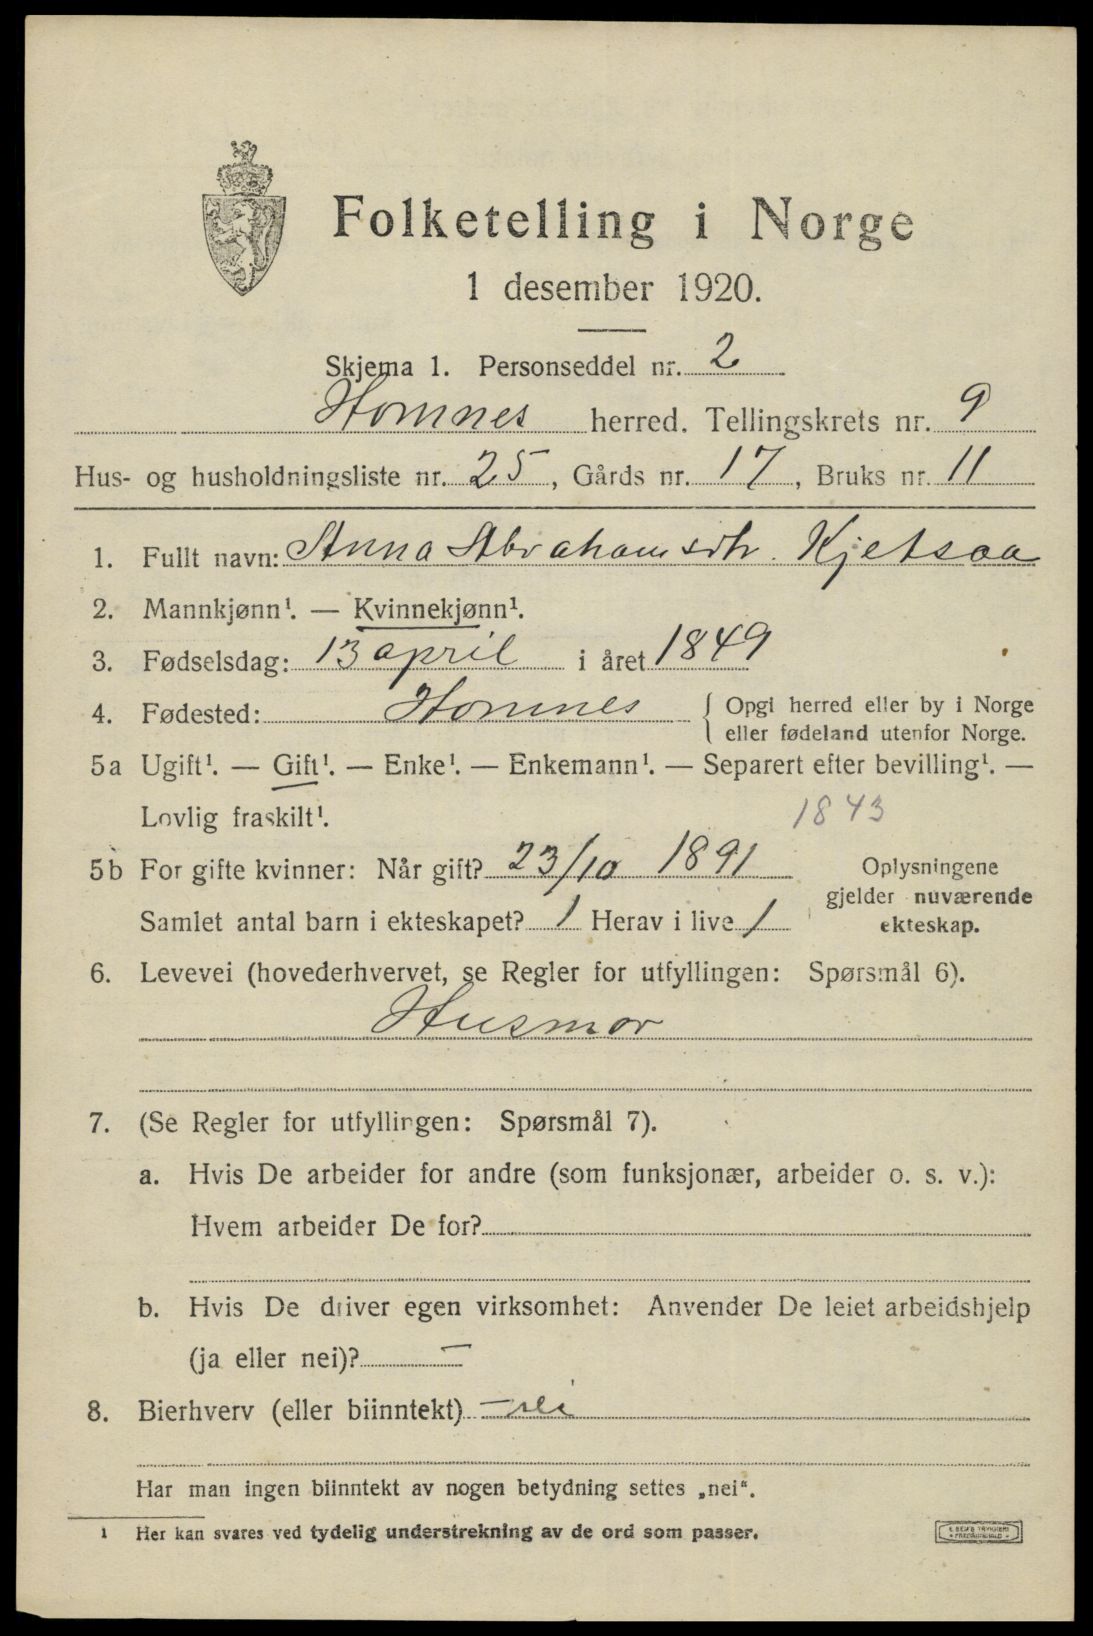 Folketelling i Norge
1 desember 1920.
Skjema 1. Personseddel nr. 2
Homnes herred. Tellingskrets nr. 9
Hus- og husholdningsliste nr. 25, Gårds nr. 17, Bruks nr. 11
1. Fullt navn: Anna Abrahamsdtr. Kjetsaa
2. Mannkjønn¹. — Kvinnekjønn¹.
3. Fødselsdag: 13 april i året 1849
4. Fødested: Homnes { Opgi herred eller by i Norge
eller fødeland utenfor Norge.
5a Ugift¹. — Gift¹. — Enke¹. — Enkemann¹. — Separert efter bevilling¹. —
Lovlig fraskilt¹. 1843
5b For gifte kvinner: Når gift? 23/10 1891 Oplysningene
gjelder nuværende
Samlet antal barn i ekteskapet? 1 Herav i live 1 ekteskap.
6. Levevei (hovederhvervet, se Regler for utfyllingen: Spørsmål 6).
Husmor
7. (Se Regler for utfyllingen: Spørsmål 7).
a. Hvis De arbeider for andre (som funksjonær, arbeider o. s. v.):
Hvem arbeider De for?
b. Hvis De driver egen virksomhet: Anvender De leiet arbeidshjelp
(ja eller nei)? —
8. Bierhverv (eller biinntekt) — nei
Har man ingen biinntekt av nogen betydning settes „nei".
¹ Her kan svares ved tydelig understrekning av de ord som passer.